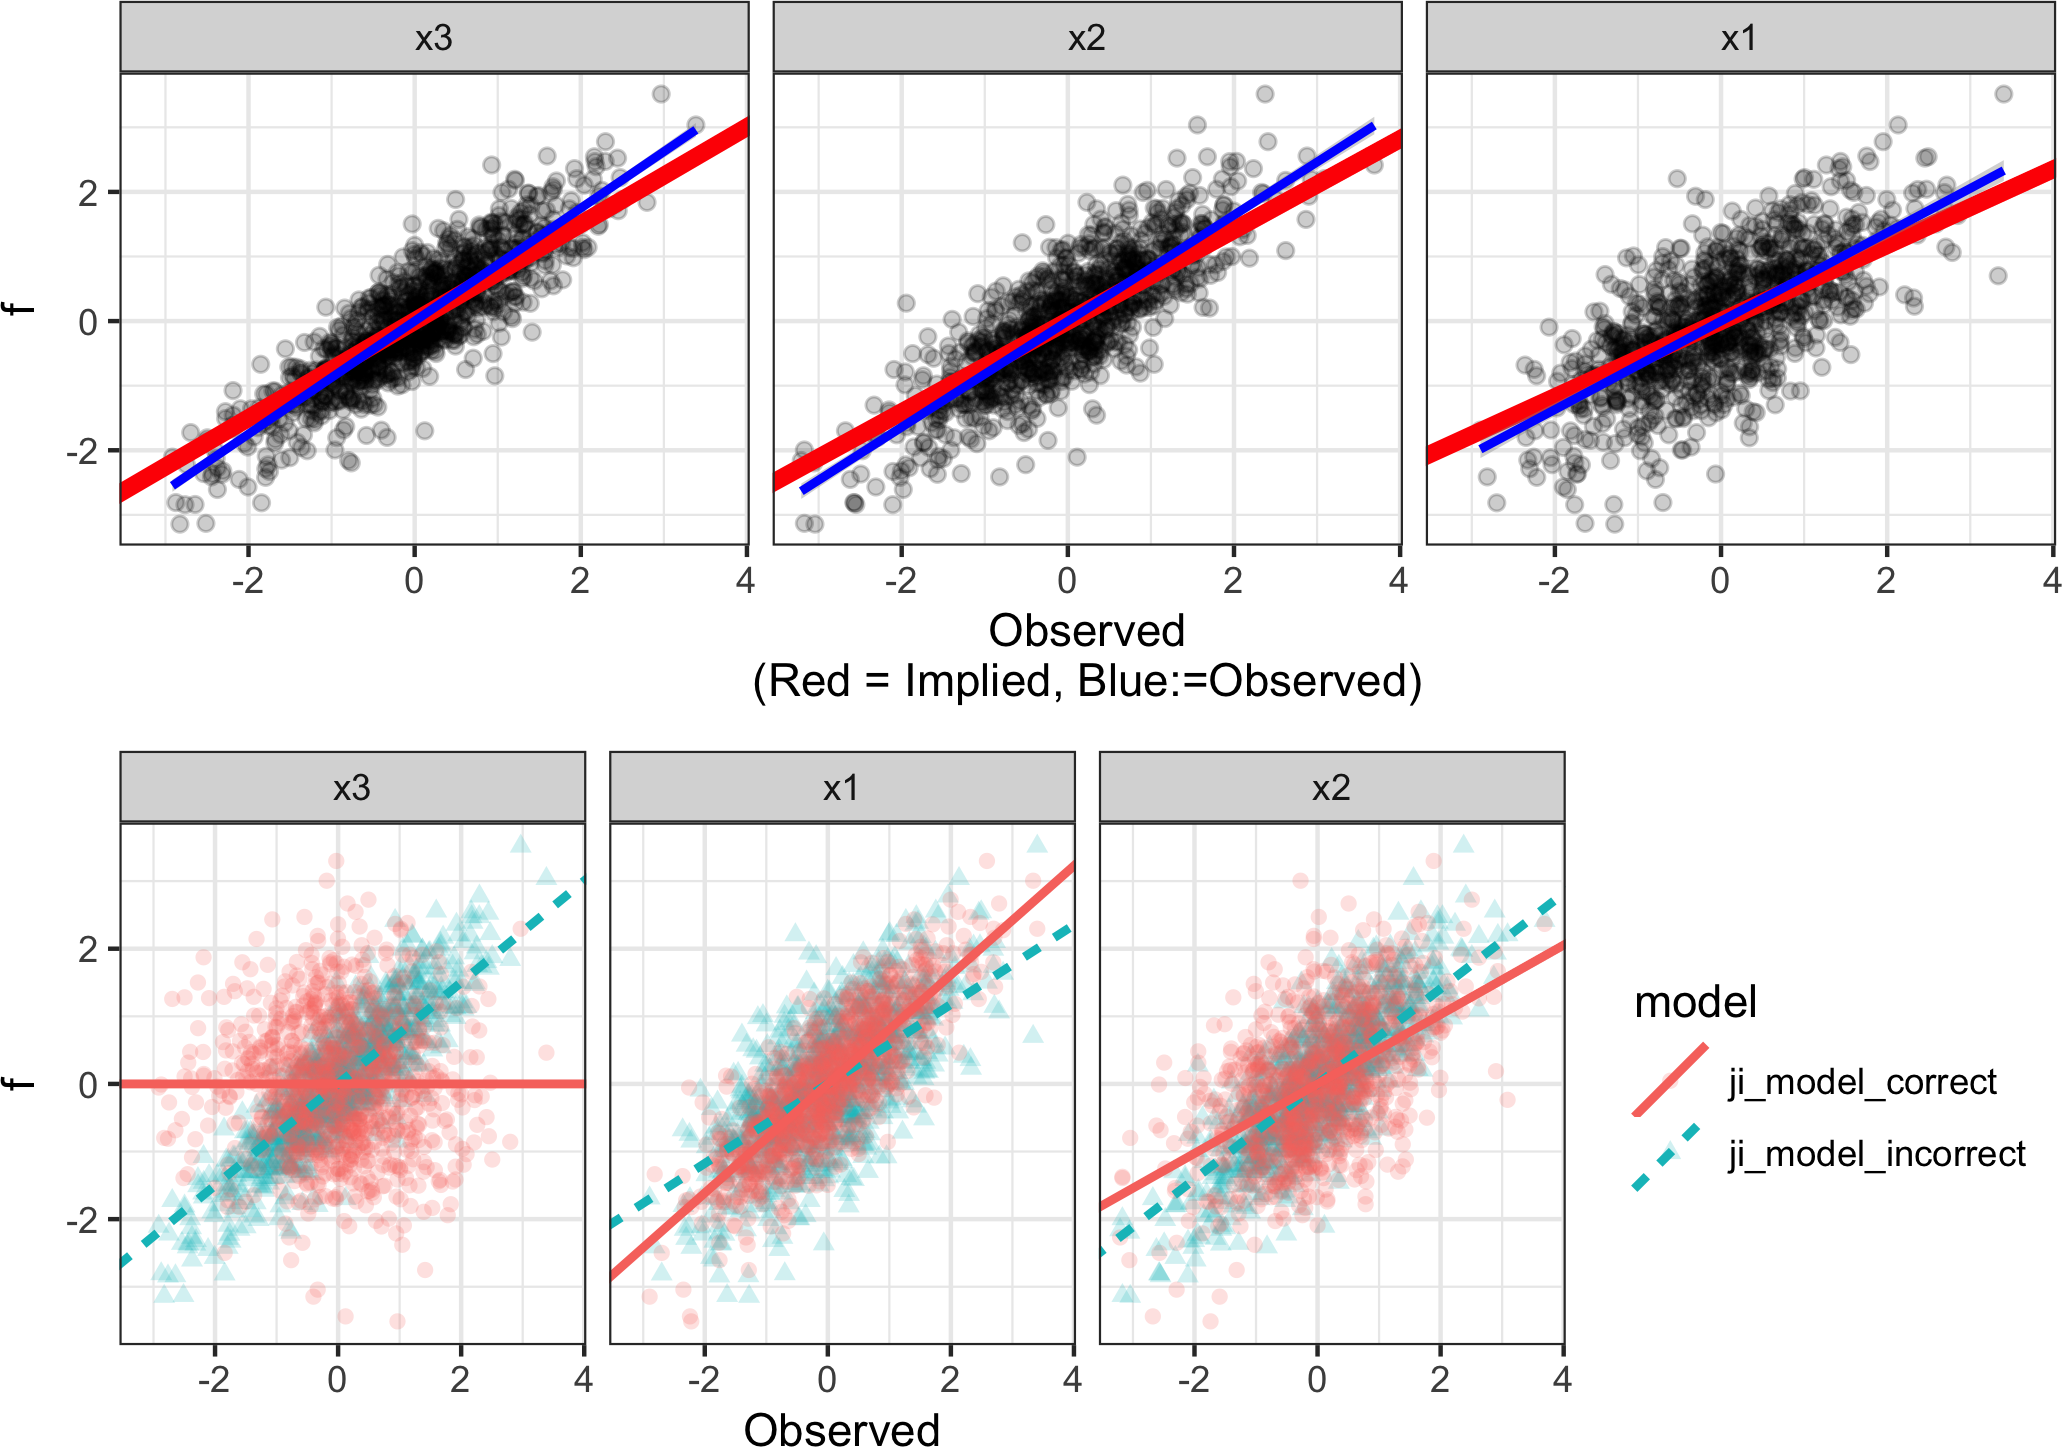 x3 x2 x1
f
2
0
-2
-2 0 2 4 -2 0 2 4 -2 0 2 4
Observed
(Red = Implied, Blue:=Observed)
x3 x1 x2
f
2
0
-2
-2 0 2 4 -2 0 2 4 -2 0 2 4
Observed
model
ji_model_correct
ji_model_incorrect